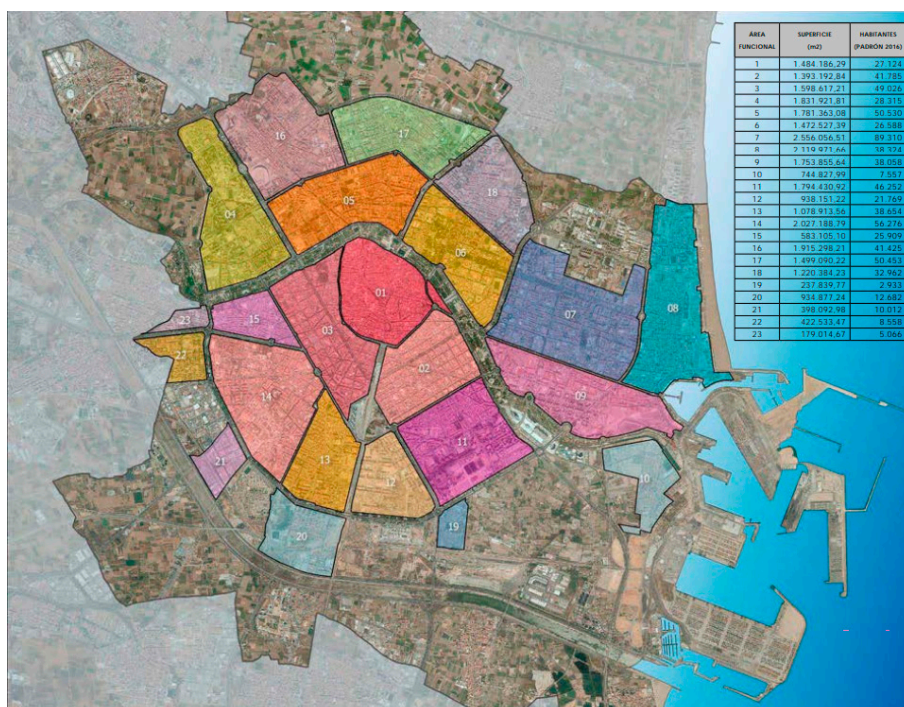 ÁREA FUNCIONAL SUPERFICIE (m2) HABITANTES (PADRÓN 2016)
1 1.484.186,29 27.124
2 1.393.192,84 41.785
3 1.598.617,21 49.026
4 1.831.921,81 28.315
5 1.781.363,08 50.530
6 1.472.527,39 26.588
7 2.556.056,51 89.310
8 2.119.971,66 38.324
9 1.753.855,64 38.058
10 744.827,99 7.557
11 1.794.430,92 46.252
12 938.151,22 21.769
13 1.078.913,56 38.654
14 2.027.188,79 56.276
15 583.105,10 25.909
16 1.915.298,21 41.425
17 1.499.090,22 50.453
18 1.220.384,23 32.962
19 237.839,77 2.933
20 934.877,24 12.682
21 398.092,98 10.012
22 422.533,47 8.558
23 179.014,67 5.066
16
17
18
05
04
06
01
08
07
23
15
03
22
02
09
14
11
21
13
12
10
19
20